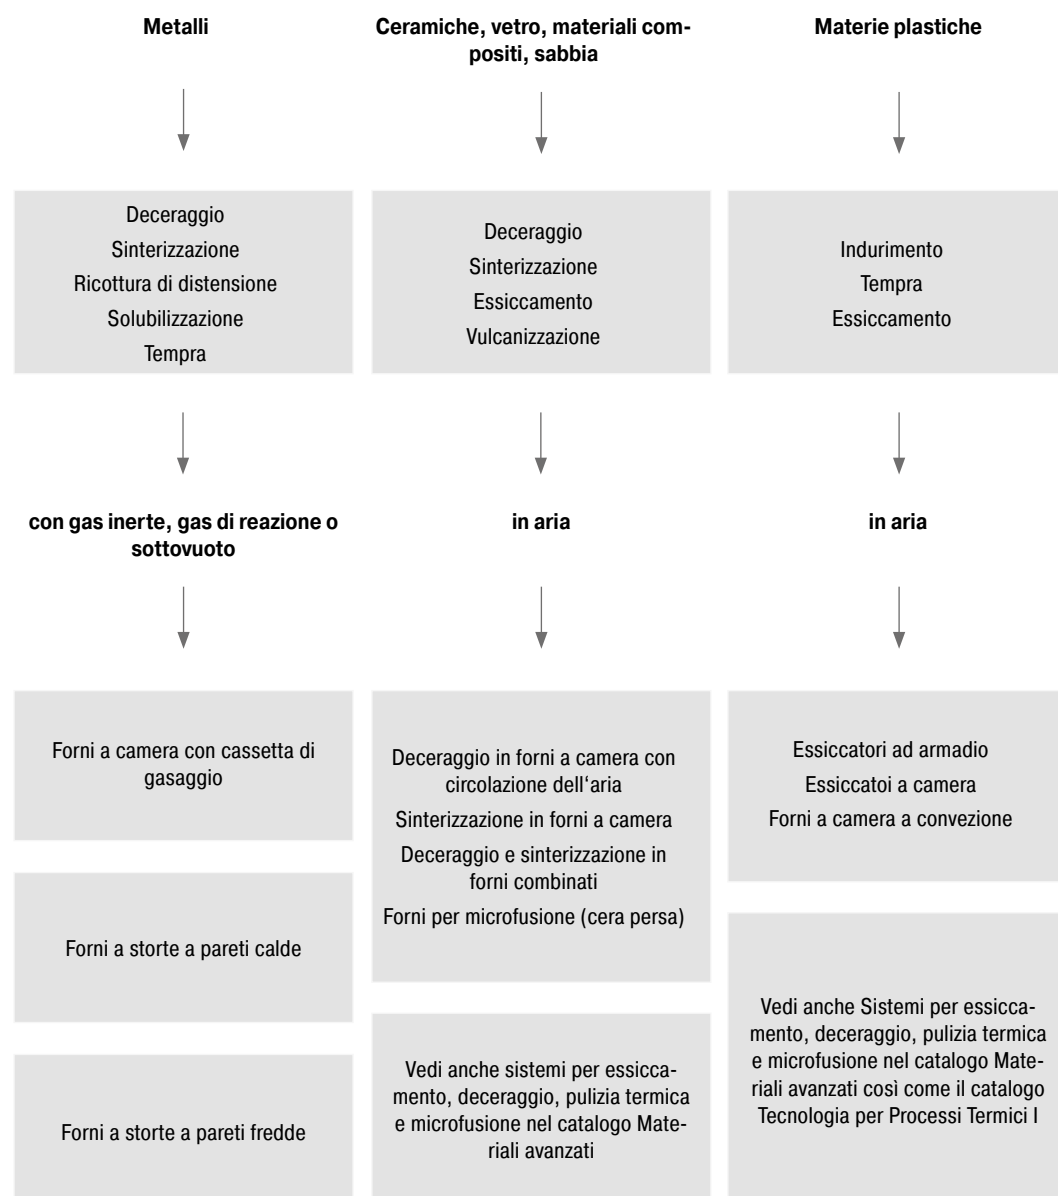 Metalli
Ceramiche, vetro, materiali com-
positi, sabbia
Materie plastiche
Deceraggio
Sinterizzazione
Ricottura di distensione
Solubilizzazione
Tempra
Deceraggio
Sinterizzazione
Essiccamento
Vulcanizzazione
Indurimento
Tempra
Essiccamento
con gas inerte, gas di reazione o
sottovuoto
in aria
in aria
Forni a camera con cassetta di
gasaggio
Forni a storte a pareti calde
Forni a storte a pareti fredde
Deceraggio in forni a camera con
circolazione dell‘aria
Sinterizzazione in forni a camera
Deceraggio e sinterizzazione in
forni combinati
Forni per microfusione (cera persa)
Vedi anche sistemi per essicca-
mento, deceraggio, pulizia termica
e microfusione nel catalogo Mate-
riali avanzati
Essiccatori ad armadio
Essiccatoi a camera
Forni a camera a convezione
Vedi anche Sistemi per essicca-
mento, deceraggio, pulizia termica
e microfusione nel catalogo Mate-
riali avanzati così come il catalogo
Tecnologia per Processi Termici I